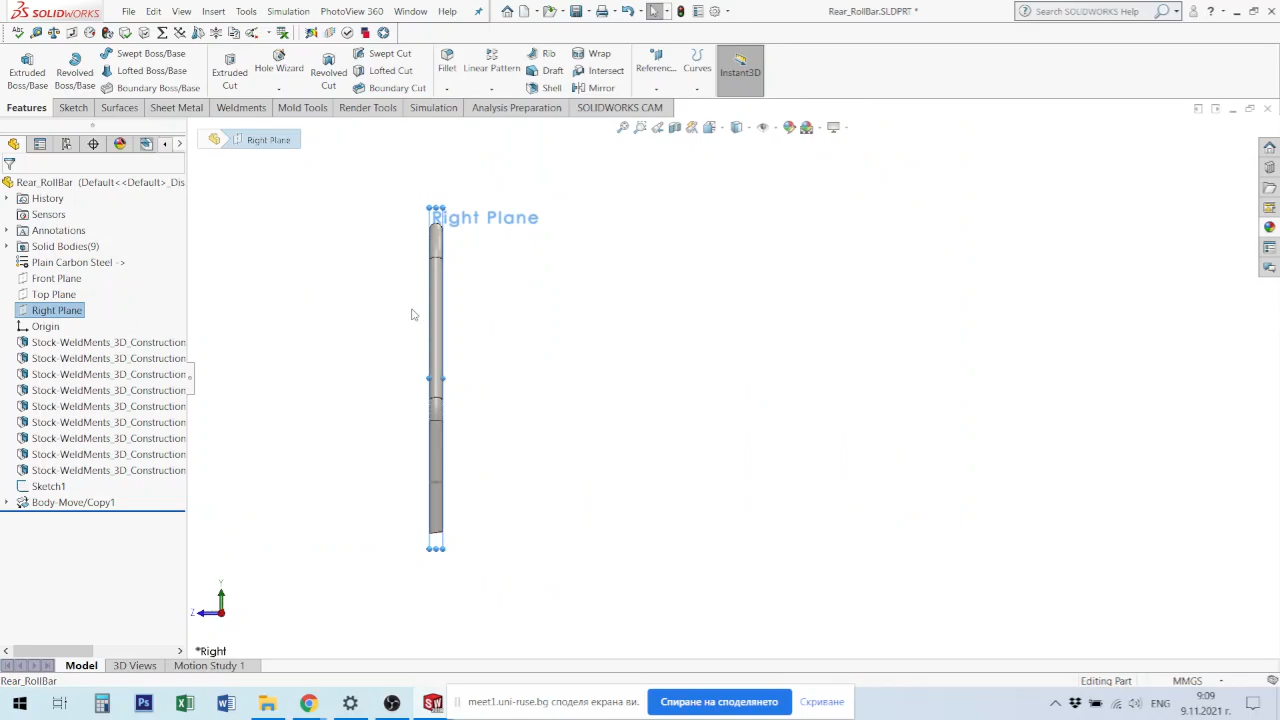 SOLIDWORKS
File Edit View Insert Tools Simulation PhotoView 360 Window Help
Rear_RollBar.SLDPRT *
Search SOLIDWORKS Help
Extruded Boss/Base
Revolved Boss/Base
Swept Boss/Base
Lofted Boss/Base
Boundary Boss/Base
Extruded Cut
Hole Wizard
Revolved Cut
Swept Cut
Lofted Cut
Boundary Cut
Fillet
Linear Pattern
Rib
Draft
Shell
Wrap
Intersect
Mirror
Referenc...
Curves
Instant3D
Features Sketch Surfaces Sheet Metal Weldments Mold Tools Render Tools Simulation Analysis Preparation SOLIDWORKS CAM
Right Plane
Rear_RollBar (Default<<Default>_Dis
History
Sensors
Annotations
Solid Bodies(9)
Plain Carbon Steel ->
Front Plane
Top Plane
Right Plane
Origin
Stock-WeldMents_3D_Construction
Stock-WeldMents_3D_Construction
Stock-WeldMents_3D_Construction
Stock-WeldMents_3D_Construction
Stock-WeldMents_3D_Construction
Stock-WeldMents_3D_Construction
Stock-WeldMents_3D_Construction
Stock-WeldMents_3D_Construction
Stock-WeldMents_3D_Construction
Sketch1
Body-Move/Copy1
Right Plane
Y
Z
*Right
Model 3D Views Motion Study 1
Rear_RollBar
Editing Part
MMGS
meet1.uni-ruse.bg споделя екрана ви.
Спиране на споделянето
Скриване
ЕНГ
9:09
9.11.2021 г.